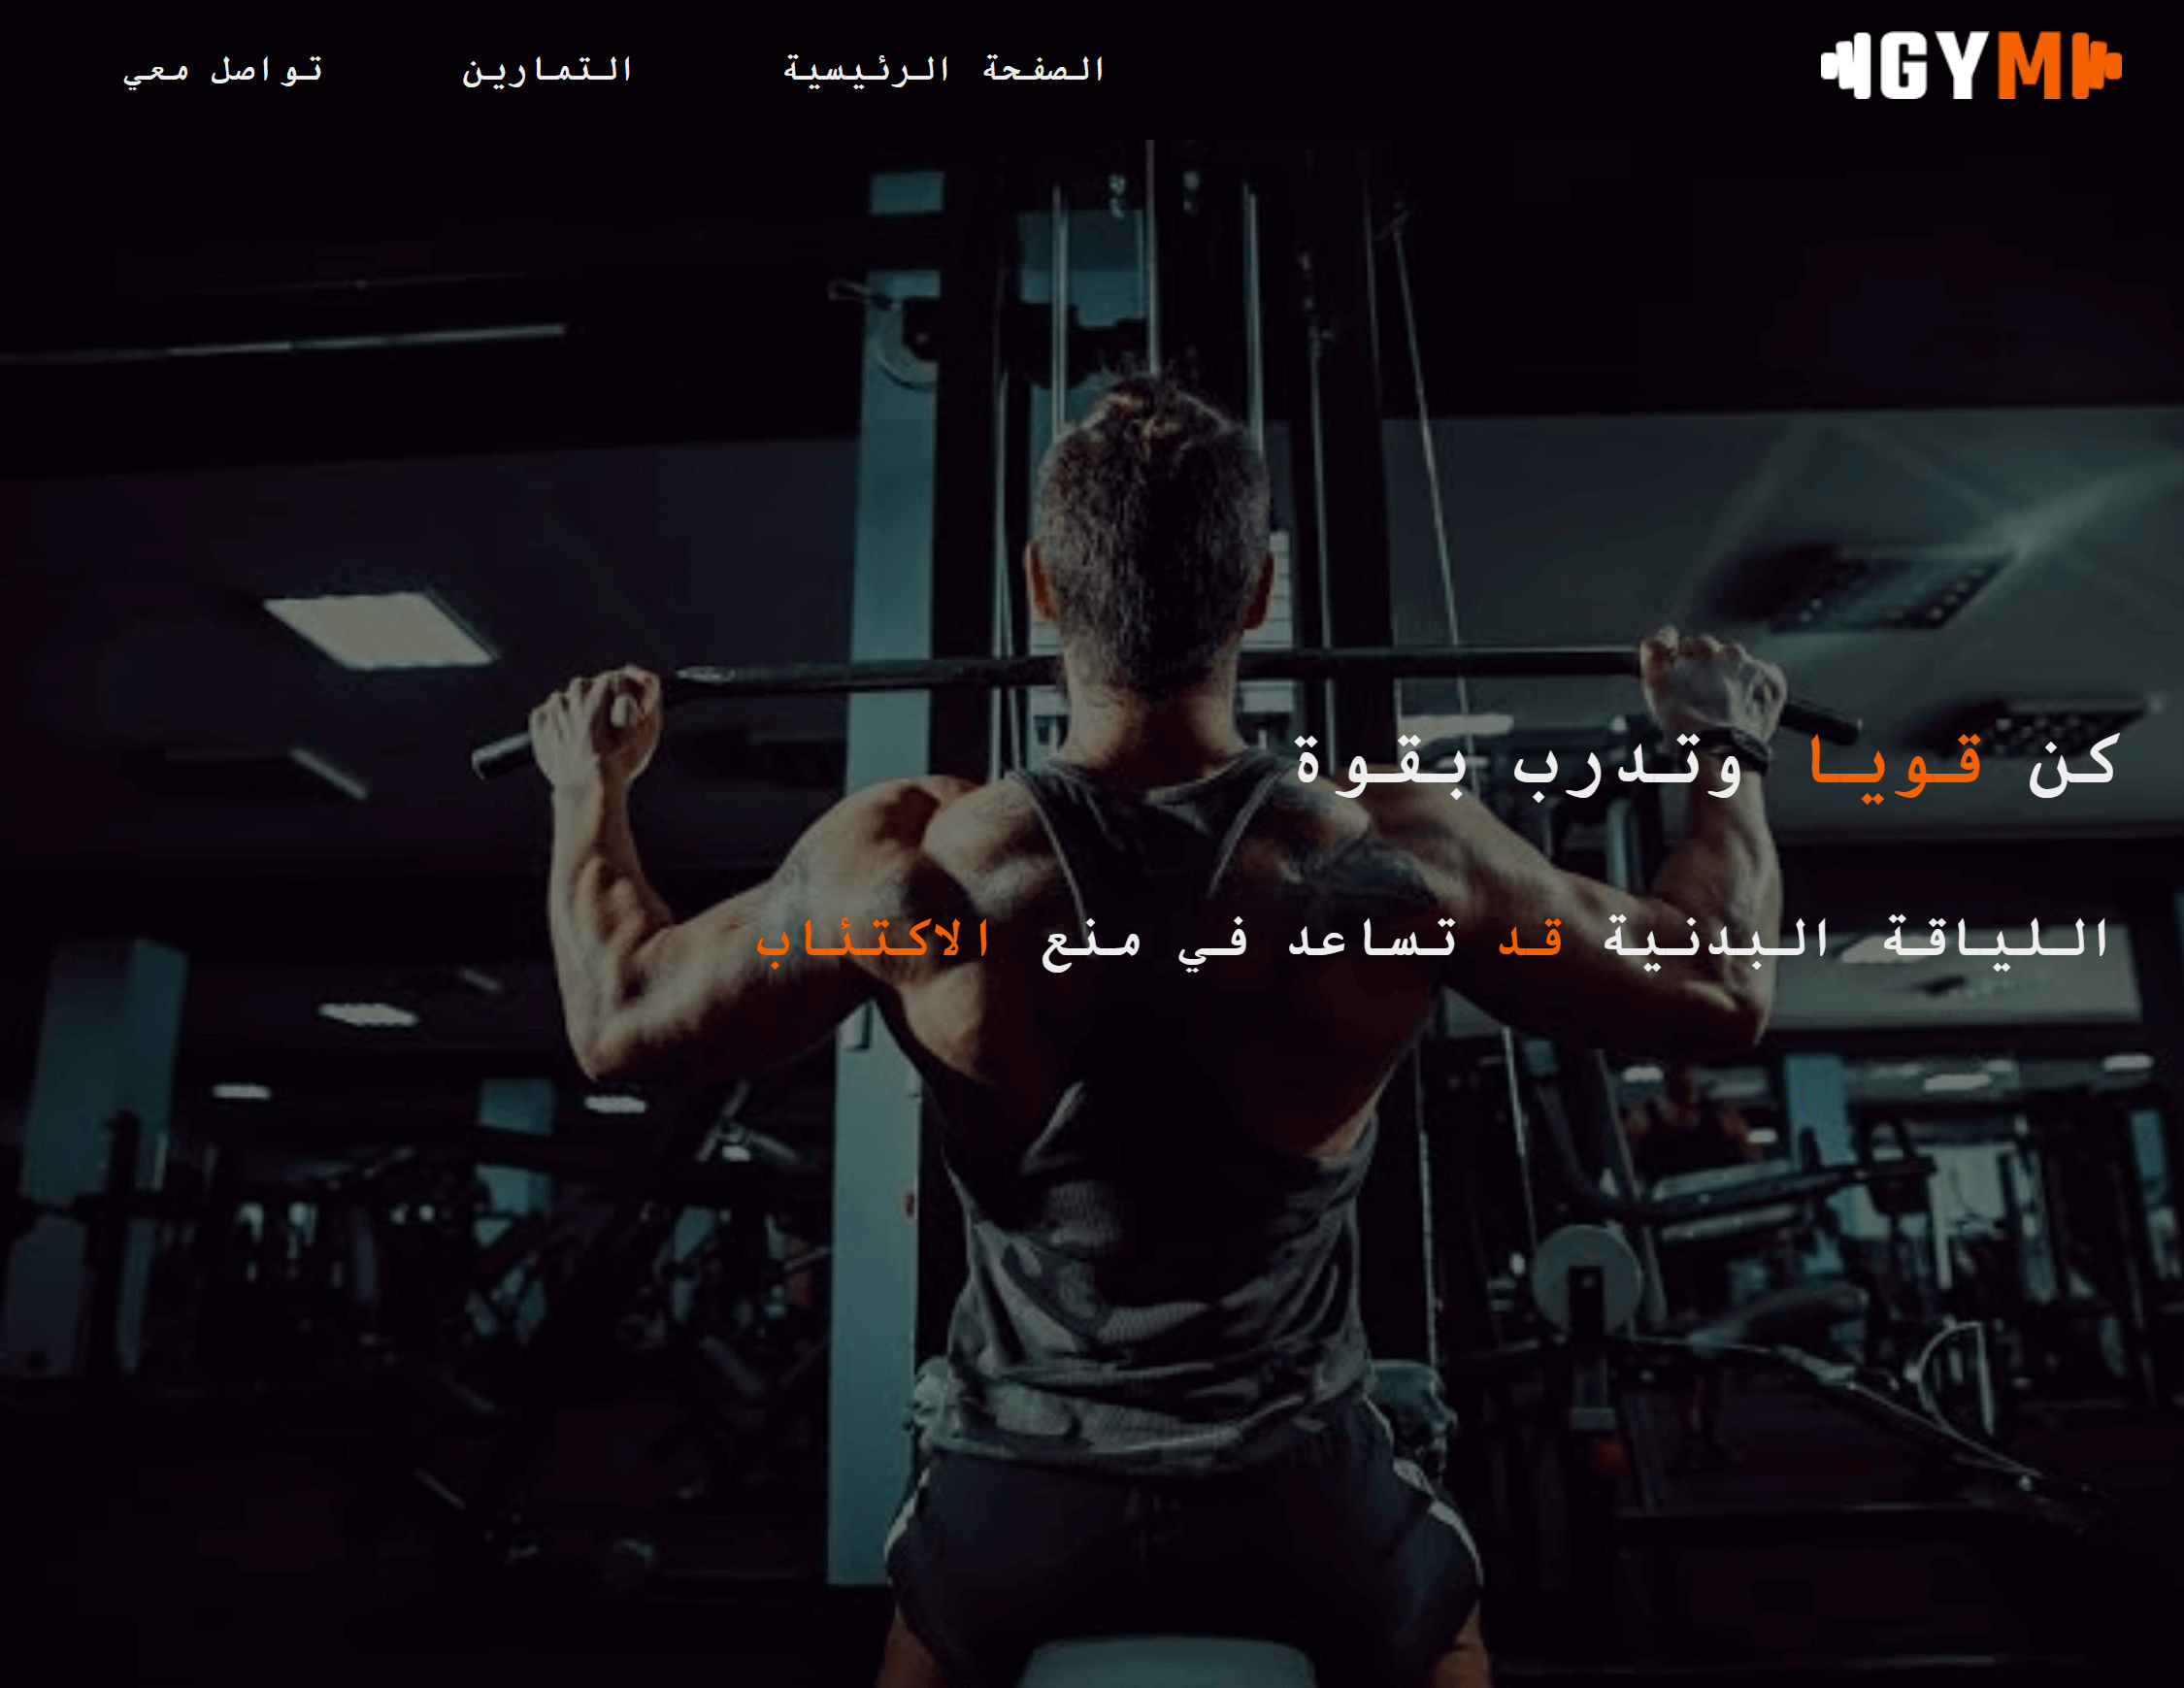 GYM
الصفحة الرئيسية
التمارين
تواصل معي
كن قويا وتدرب بقوة
اللياقة البدنية قد تساعد في منع الاكتئاب